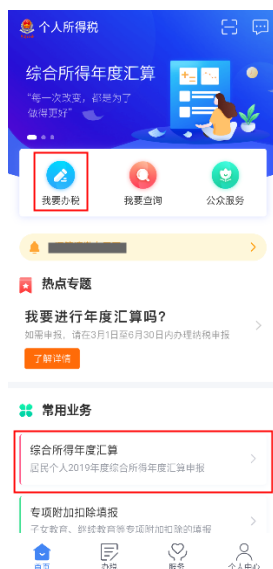 个人所得税
综合所得年度汇算
“每一次改变，都是为了
做得更好”
我要办税
我要查询
公众服务
热点专题
我要进行年度汇算吗？
如需申报，请在3月1日至6月30日内办理纳税申报
了解详情
常用业务
综合所得年度汇算
居民个人2019年度综合所得年度汇算申报
专项附加扣除填报
子女教育、继续教育等专项附加扣除的填报
首页
办税
服务
个人中心